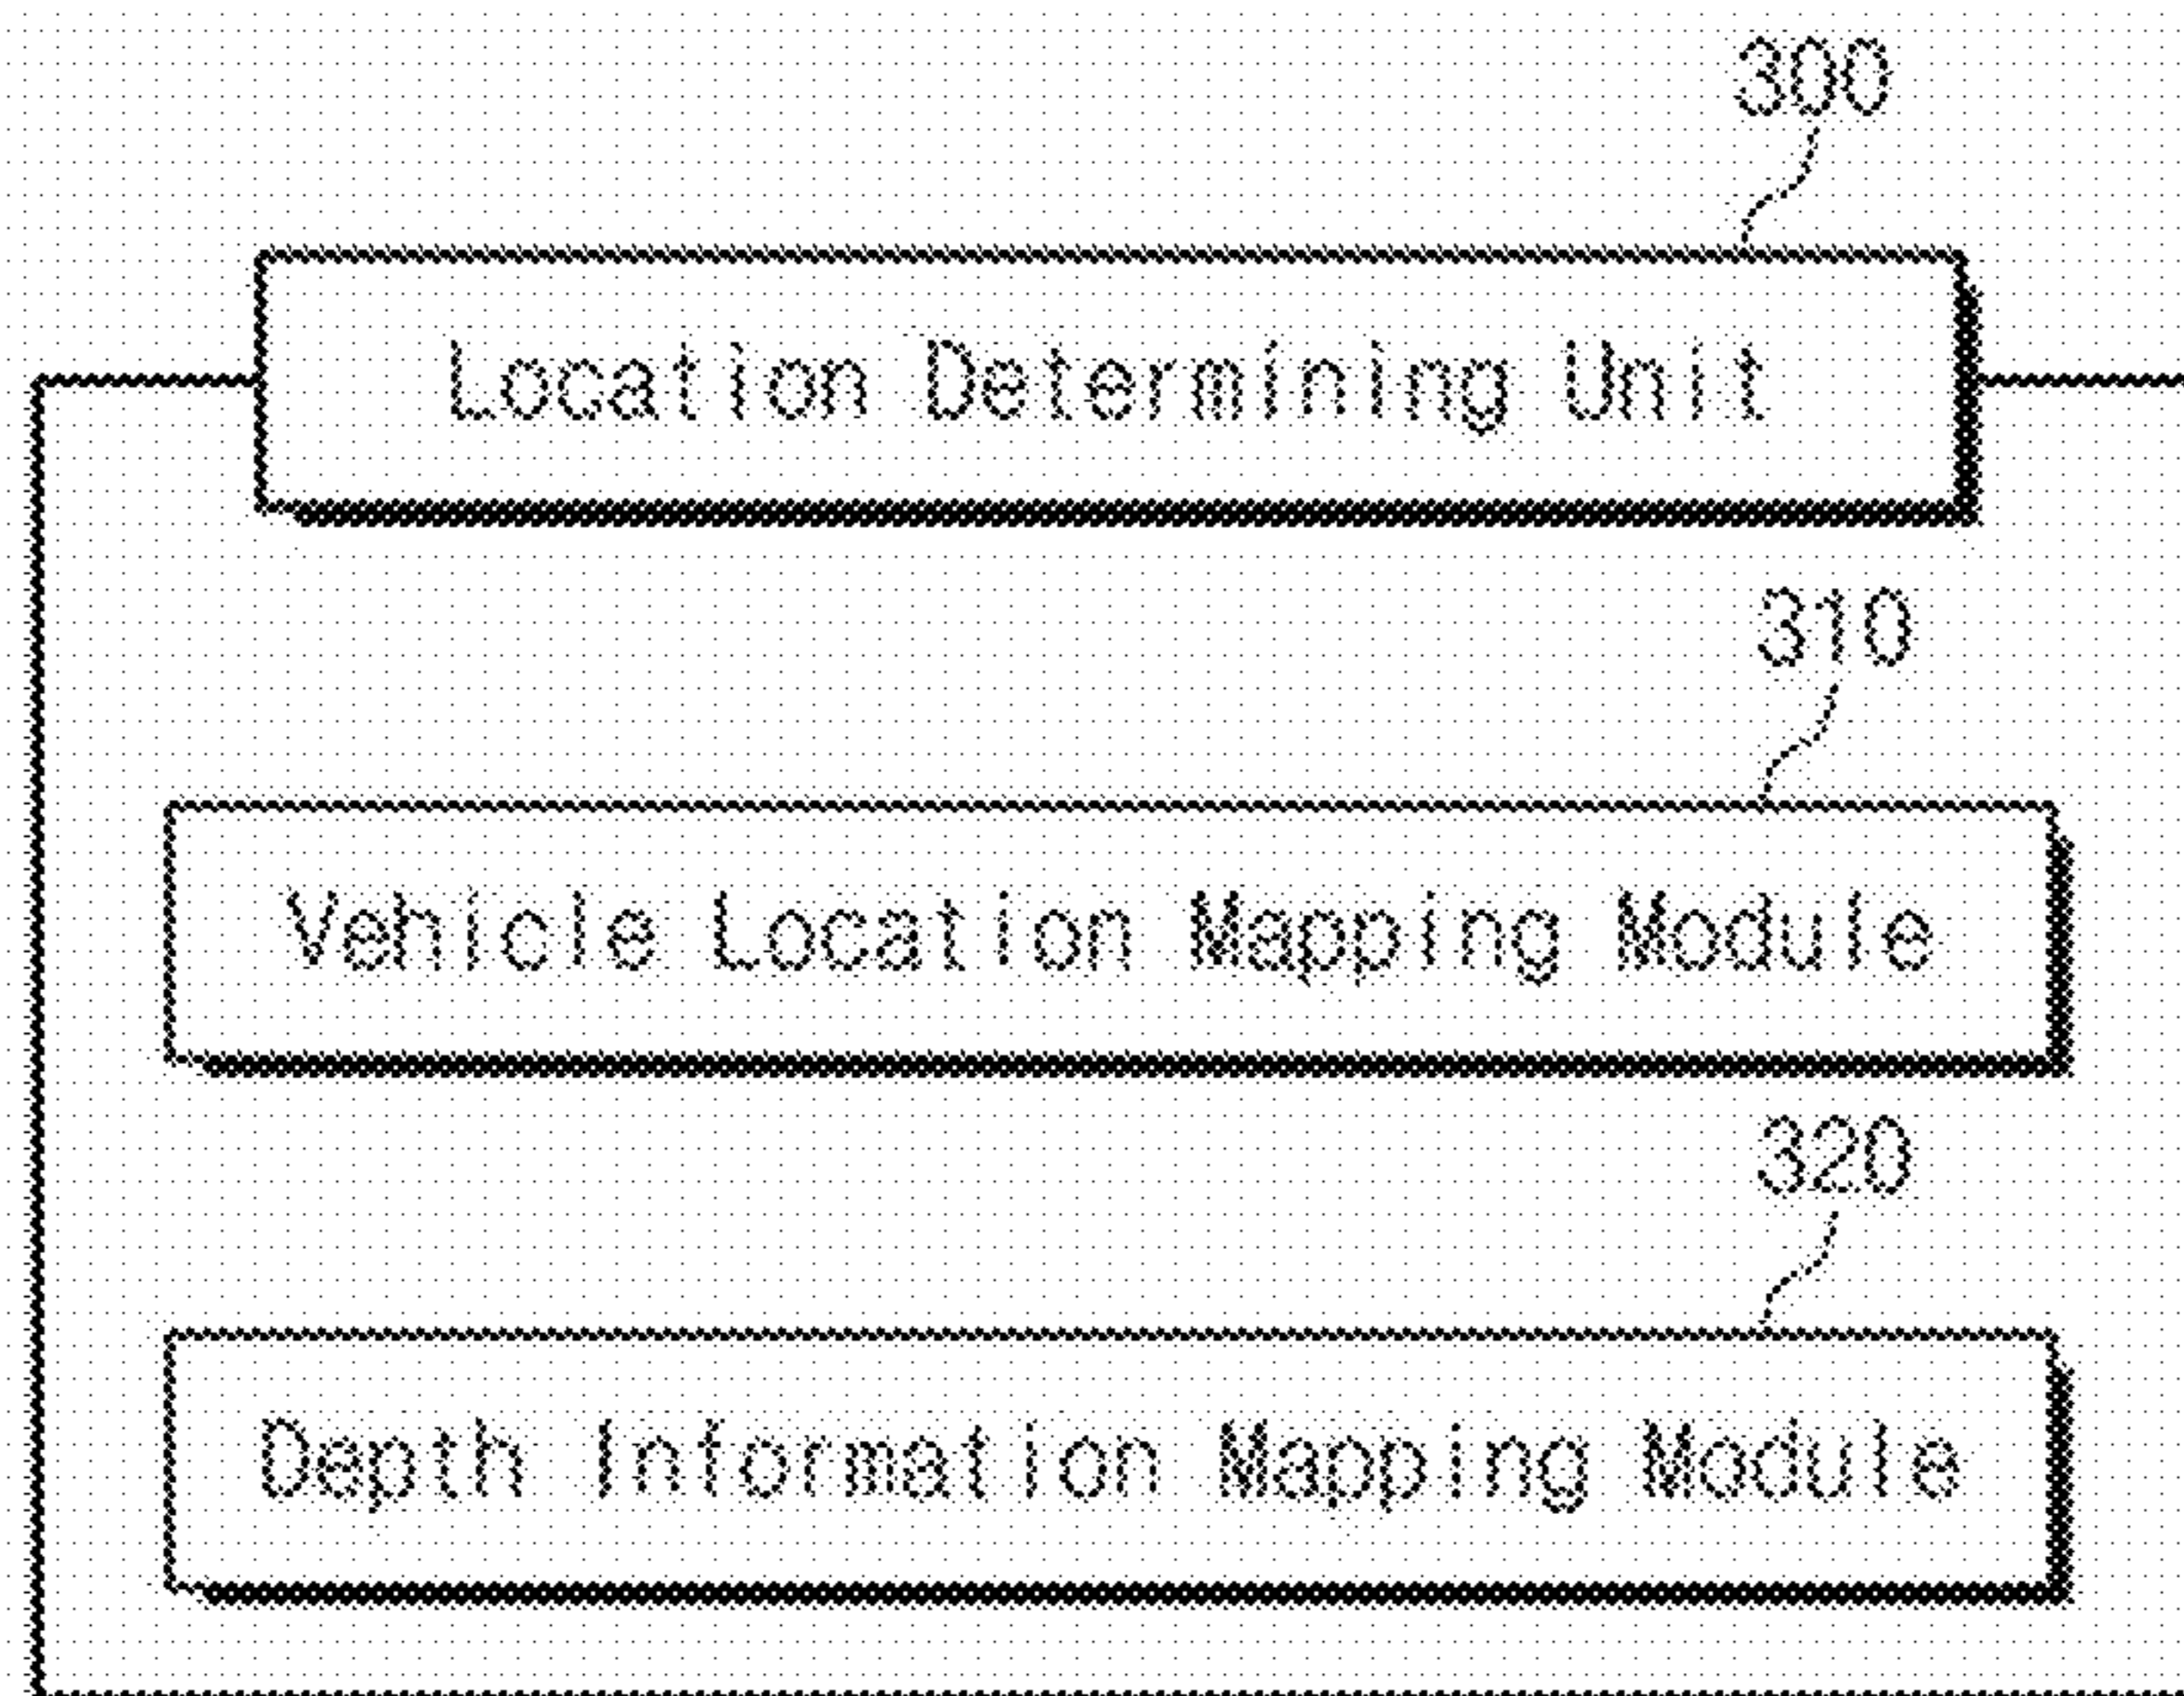 300
Location Determining Unit
310
Vehicle Location Mapping Module
320
Depth Information Mapping Module